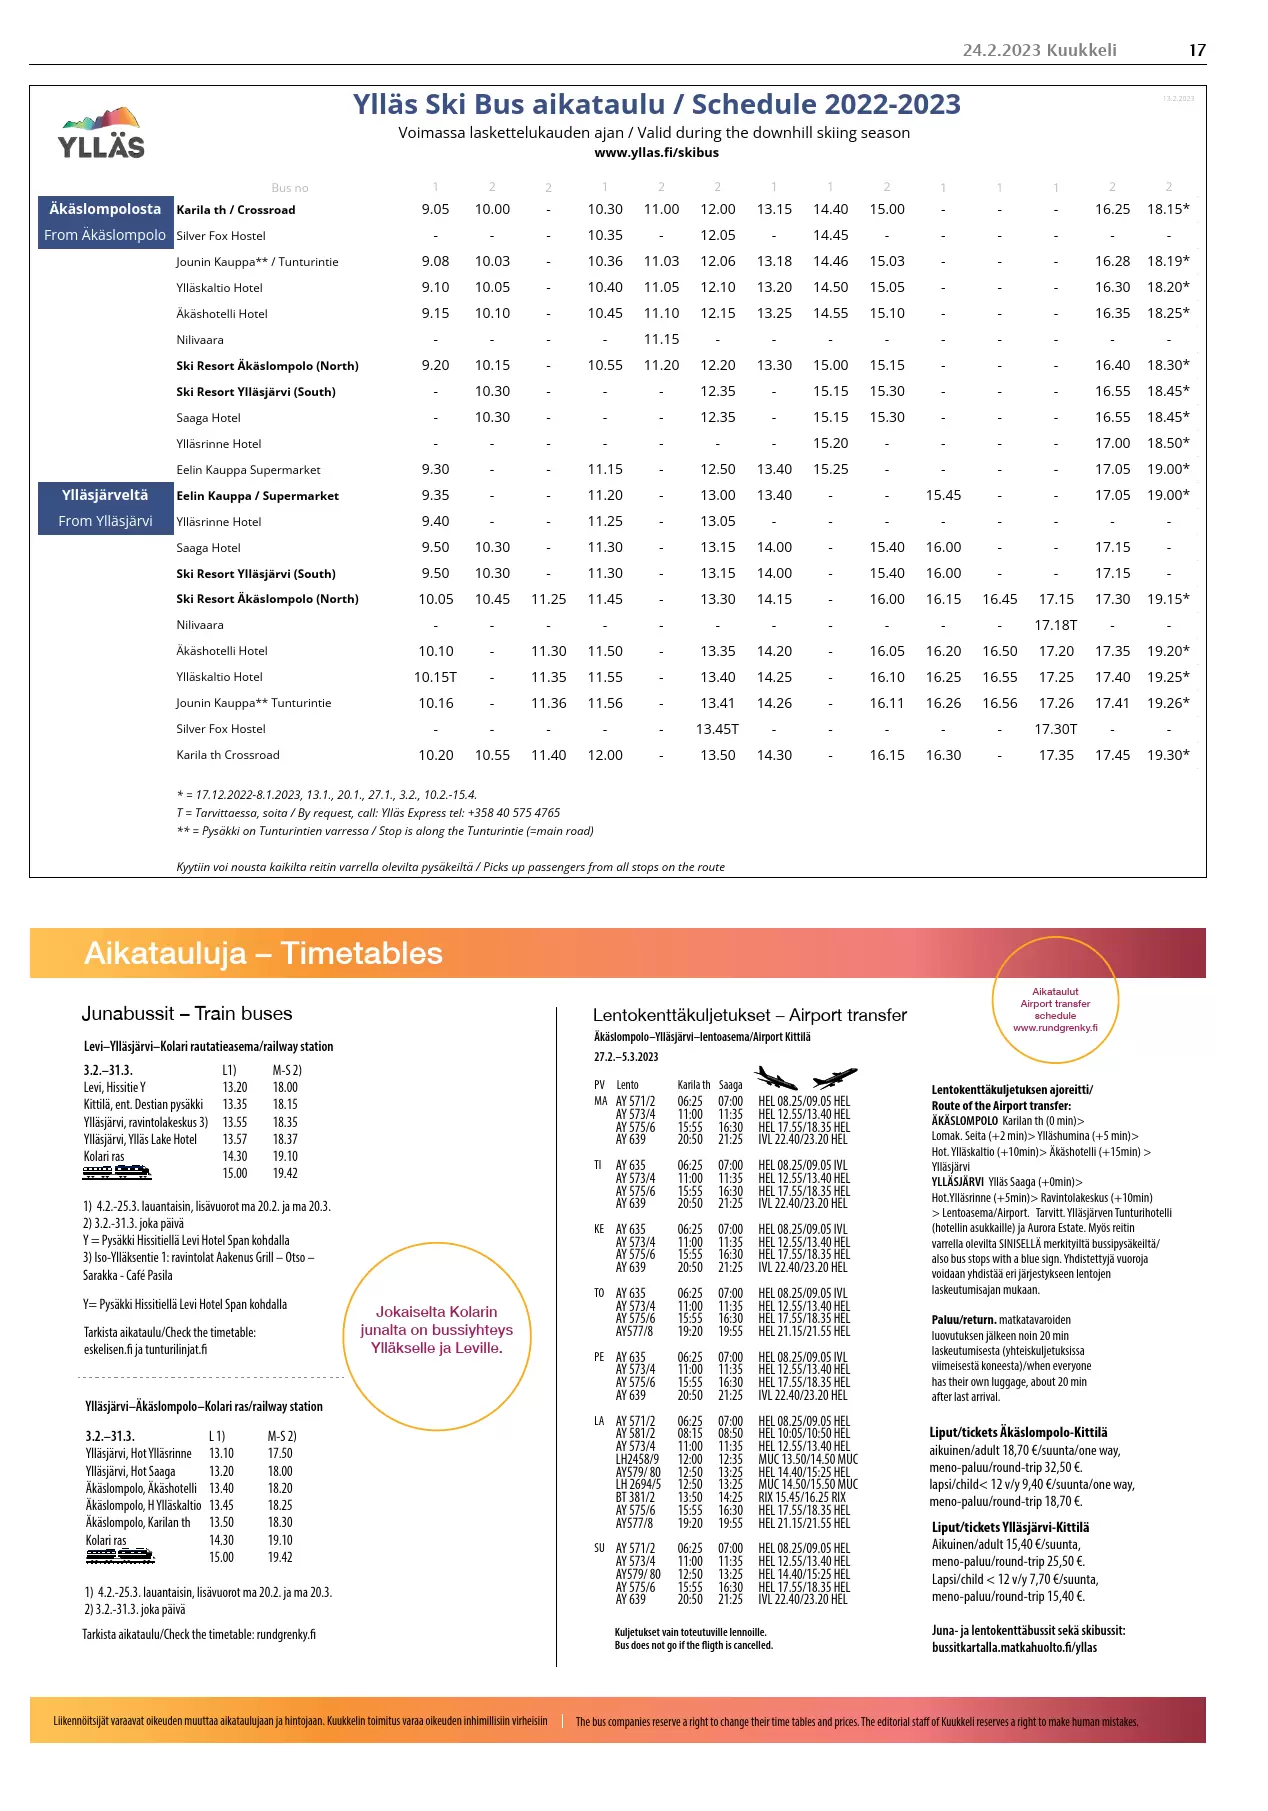 24.2.2023 Kuukkeli 17
YLLÄS
Ylläs Ski Bus aikataulu / Schedule 2022-2023
13.2.2023
Voimassa laskettelukauden ajan / Valid during the downhill skiing season
www.yllas.fi/skibus
Bus no 1 2 2 1 2 2 1 1 2 1 1 1 2 2
Äkäslompolosta Karila th / Crossroad 9.05 10.00 - 10.30 11.00 12.00 13.15 14.40 15.00 - - - 16.25 18.15*
From Äkäslompolo Silver Fox Hostel - - - 10.35 - 12.05 - 14.45 - - - - - -
Jounin Kauppa** / Tunturintie 9.08 10.03 - 10.36 11.03 12.06 13.18 14.46 15.03 - - - 16.28 18.19*
Ylläskaltio Hotel 9.10 10.05 - 10.40 11.05 12.10 13.20 14.50 15.05 - - - 16.30 18.20*
Äkäshotelli Hotel 9.15 10.10 - 10.45 11.10 12.15 13.25 14.55 15.10 - - - 16.35 18.25*
Nilivaara - - - - 11.15 - - - - - - - - -
Ski Resort Äkäslompolo (North) 9.20 10.15 - 10.55 11.20 12.20 13.30 15.00 15.15 - - - 16.40 18.30*
Ski Resort Ylläsjärvi (South) - 10.30 - - - 12.35 - 15.15 15.30 - - - 16.55 18.45*
Saaga Hotel - 10.30 - - - 12.35 - 15.15 15.30 - - - 16.55 18.45*
Ylläsrinne Hotel - - - - - - - 15.20 - - - - 17.00 18.50*
Eelin Kauppa Supermarket 9.30 - - 11.15 - 12.50 13.40 15.25 - - - - 17.05 19.00*
Ylläsjärveltä Eelin Kauppa / Supermarket 9.35 - - 11.20 - 13.00 13.40 - - 15.45 - - 17.05 19.00*
From Ylläsjärvi Ylläsrinne Hotel 9.40 - - 11.25 - 13.05 - - - - - - - -
Saaga Hotel 9.50 10.30 - 11.30 - 13.15 14.00 - 15.40 16.00 - - 17.15 -
Ski Resort Ylläsjärvi (South) 9.50 10.30 - 11.30 - 13.15 14.00 - 15.40 16.00 - - 17.15 -
Ski Resort Äkäslompolo (North) 10.05 10.45 11.25 11.45 - 13.30 14.15 - 16.00 16.15 16.45 17.15 17.30 19.15*
Nilivaara - - - - - - - - - - - 17.18T - -
Äkäshotelli Hotel 10.10 - 11.30 11.50 - 13.35 14.20 - 16.05 16.20 16.50 17.20 17.35 19.20*
Ylläskaltio Hotel 10.15T - 11.35 11.55 - 13.40 14.25 - 16.10 16.25 16.55 17.25 17.40 19.25*
Jounin Kauppa** Tunturintie 10.16 - 11.36 11.56 - 13.41 14.26 - 16.11 16.26 16.56 17.26 17.41 19.26*
Silver Fox Hostel - - - - - 13.45T - - - - - 17.30T - -
Karila th Crossroad 10.20 10.55 11.40 12.00 - 13.50 14.30 - 16.15 16.30 - 17.35 17.45 19.30*
* = 17.12.2022-8.1.2023, 13.1., 20.1., 27.1., 3.2., 10.2.-15.4.
T = Tarvittaessa, soita / By request, call: Ylläs Express tel: +358 40 575 4765
** = Pysäkki on Tunturintien varressa / Stop is along the Tunturintie (=main road)
Kyytiin voi nousta kaikilta reitin varrella olevilta pysäkeiltä / Picks up passengers from all stops on the route
Aikatauluja – Timetables
Junabussit – Train buses
Levi–Ylläsjärvi–Kolari rautatieasema/railway station
3.2.–31.3. L1) M-S 2)
Levi, Hissitie Y 13.20 18.00
Kittilä, ent. Destian pysäkki 13.35 18.15
Ylläsjärvi, ravintolakeskus 3) 13.55 18.35
Ylläsjärvi, Ylläs Lake Hotel 13.57 18.37
Kolari ras 14.30 19.10
15.00 19.42
1) 4.2.-25.3. lauantaisin, lisävuorot ma 20.2. ja ma 20.3.
2) 3.2.-31.3. joka päivä
Y = Pysäkki Hissitiellä Levi Hotel Span kohdalla
3) Iso-Ylläksentie 1: ravintolat Aakenus Grill – Otso –
Sarakka - Café Pasila
Y= Pysäkki Hissitiellä Levi Hotel Span kohdalla
Tarkista aikataulu/Check the timetable:
eskelisen.fi ja tunturilinjat.fi
Jokaiselta Kolarin
junalta on bussiyhteys
Ylläkselle ja Leville.
Ylläsjärvi–Äkäslompolo–Kolari ras/railway station
3.2.–31.3. L 1) M-S 2)
Ylläsjärvi, Hot Ylläsrinne 13.10 17.50
Ylläsjärvi, Hot Saaga 13.20 18.00
Äkäslompolo, Äkäshotelli 13.40 18.20
Äkäslompolo, H Ylläskaltio 13.45 18.25
Äkäslompolo, Karilan th 13.50 18.30
Kolari ras 14.30 19.10
15.00 19.42
1) 4.2.-25.3. lauantaisin, lisävuorot ma 20.2. ja ma 20.3.
2) 3.2.-31.3. joka päivä
Tarkista aikataulu/Check the timetable: rundgrenky.fi
Lentokenttäkuljetukset – Airport transfer
Äkäslompolo–Ylläsjärvi–lentoasema/Airport Kittilä
27.2.–5.3.2023
PV Lento Karila th Saaga
MA AY 571/2 06:25 07:00 HEL 08.25/09.05 HEL
AY 573/4 11:00 11:35 HEL 12.55/13.40 HEL
AY 575/6 15:55 16:30 HEL 17.55/18.35 HEL
AY 639 20:50 21:25 IVL 22.40/23.20 HEL
TI AY 635 06:25 07:00 HEL 08.25/09.05 IVL
AY 573/4 11:00 11:35 HEL 12.55/13.40 HEL
AY 575/6 15:55 16:30 HEL 17.55/18.35 HEL
AY 639 20:50 21:25 IVL 22.40/23.20 HEL
KE AY 635 06:25 07:00 HEL 08.25/09.05 IVL
AY 573/4 11:00 11:35 HEL 12.55/13.40 HEL
AY 575/6 15:55 16:30 HEL 17.55/18.35 HEL
AY 639 20:50 21:25 IVL 22.40/23.20 HEL
TO AY 635 06:25 07:00 HEL 08.25/09.05 IVL
AY 573/4 11:00 11:35 HEL 12.55/13.40 HEL
AY 575/6 15:55 16:30 HEL 17.55/18.35 HEL
AY577/8 19:20 19:55 HEL 21.15/21.55 HEL
PE AY 635 06:25 07:00 HEL 08.25/09.05 IVL
AY 573/4 11:00 11:35 HEL 12.55/13.40 HEL
AY 575/6 15:55 16:30 HEL 17.55/18.35 HEL
AY 639 20:50 21:25 IVL 22.40/23.20 HEL
LA AY 571/2 06:25 07:00 HEL 08.25/09.05 HEL
AY 581/2 08:15 08:50 HEL 10:05/10:50 HEL
AY 573/4 11:00 11:35 HEL 12.55/13.40 HEL
LH2458/9 12:00 12:35 MUC 13.50/14.50 MUC
AY579/ 80 12:50 13:25 HEL 14.40/15:25 HEL
LH 2694/5 12:50 13:25 MUC 14.50/15.50 MUC
BT 381/2 13:50 14:25 RIX 15.45/16.25 RIX
AY 575/6 15:55 16:30 HEL 17.55/18.35 HEL
AY577/8 19:20 19:55 HEL 21.15/21.55 HEL
SU AY 571/2 06:25 07:00 HEL 08.25/09.05 HEL
AY 573/4 11:00 11:35 HEL 12.55/13.40 HEL
AY579/ 80 12:50 13:25 HEL 14.40/15:25 HEL
AY 575/6 15:55 16:30 HEL 17.55/18.35 HEL
AY 639 20:50 21:25 IVL 22.40/23.20 HEL
Kuljetukset vain toteutuville lennoille.
Bus does not go if the fligth is cancelled.
Aikataulut
Airport transfer
schedule
www.rundgrenky.fi
Lentokenttäkuljetuksen ajoreitti/
Route of the Airport transfer:
ÄKÄSLOMPOLO Karilan th (0 min)>
Lomak. Seita (+2 min)> Ylläshumina (+5 min)>
Hot. Ylläskaltio (+10min)> Äkäshotelli (+15min) >
Ylläsjärvi
YLLÄSJÄRVI Ylläs Saaga (+0min)>
Hot.Ylläsrinne (+5min)> Ravintolakeskus (+10min)
> Lentoasema/Airport. Tarvitt. Ylläsjärven Tunturihotelli
(hotellin asukkaille) ja Aurora Estate. Myös reitin
varrella olevilta SINISELLÄ merkityiltä bussipysäkeiltä/
also bus stops with a blue sign. Yhdistettyjä vuoroja
voidaan yhdistää eri järjestykseen lentojen
laskeutumisajan mukaan.
Paluu/return. matkatavaroiden
luovutuksen jälkeen noin 20 min
laskeutumisesta (yhteiskuljetuksissa
viimeisestä koneesta)/when everyone
has their own luggage, about 20 min
after last arrival.
Liput/tickets Äkäslompolo-Kittilä
aikuinen/adult 18,70 €/suunta/one way,
meno-paluu/round-trip 32,50 €.
lapsi/child< 12 v/y 9,40 €/suunta/one way,
meno-paluu/round-trip 18,70 €.
Liput/tickets Ylläsjärvi-Kittilä
Aikuinen/adult 15,40 €/suunta,
meno-paluu/round-trip 25,50 €.
Lapsi/child < 12 v/y 7,70 €/suunta,
meno-paluu/round-trip 15,40 €.
Juna- ja lentokenttäbussit sekä skibussit:
bussitkartalla.matkahuolto.fi/yllas
Liikennöitsijät varaavat oikeuden muuttaa aikataulujaan ja hintojaan. Kuukkelin toimitus varaa oikeuden inhimillisiin virheisiin
The bus companies reserve a right to change their time tables and prices. The editorial staff of Kuukkeli reserves a right to make human mistakes.